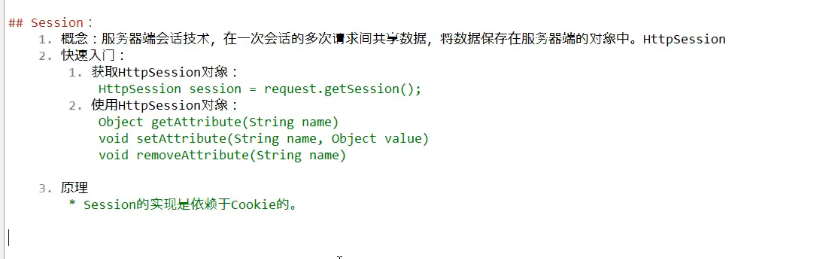 ## Session：
1. 概念：服务器端会话技术，在一次会话的多次请求间共享数据，将数据保存在服务器端的对象中。HttpSession
2. 快速入门：
1. 获取HttpSession对象：
HttpSession session = request.getSession();
2. 使用HttpSession对象：
Object getAttribute(String name)
void setAttribute(String name, Object value)
void removeAttribute(String name)
3. 原理
* Session的实现是依赖于Cookie的。